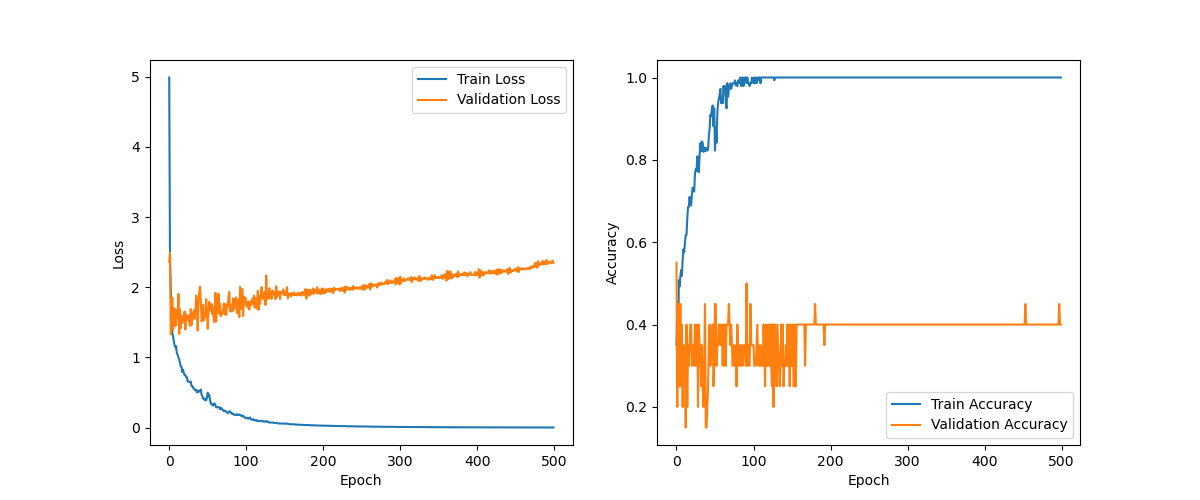 5
4
3
2
1
0
Loss
0 100 200 300 400 500
Epoch
Train Loss
Validation Loss
1.0
0.8
0.6
0.4
0.2
Accuracy
0 100 200 300 400 500
Epoch
Train Accuracy
Validation Accuracy